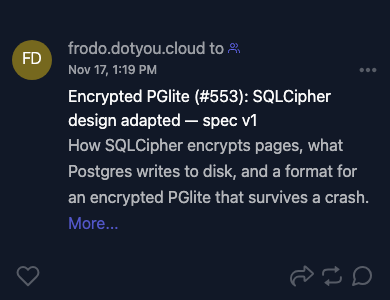 FD
frodo.dotyou.cloud to
Nov 17, 1:19 PM
Encrypted PGlite (#553): SQLCipher
design adapted — spec v1
How SQLCipher encrypts pages, what
Postgres writes to disk, and a format for
an encrypted PGlite that survives a crash.
More...